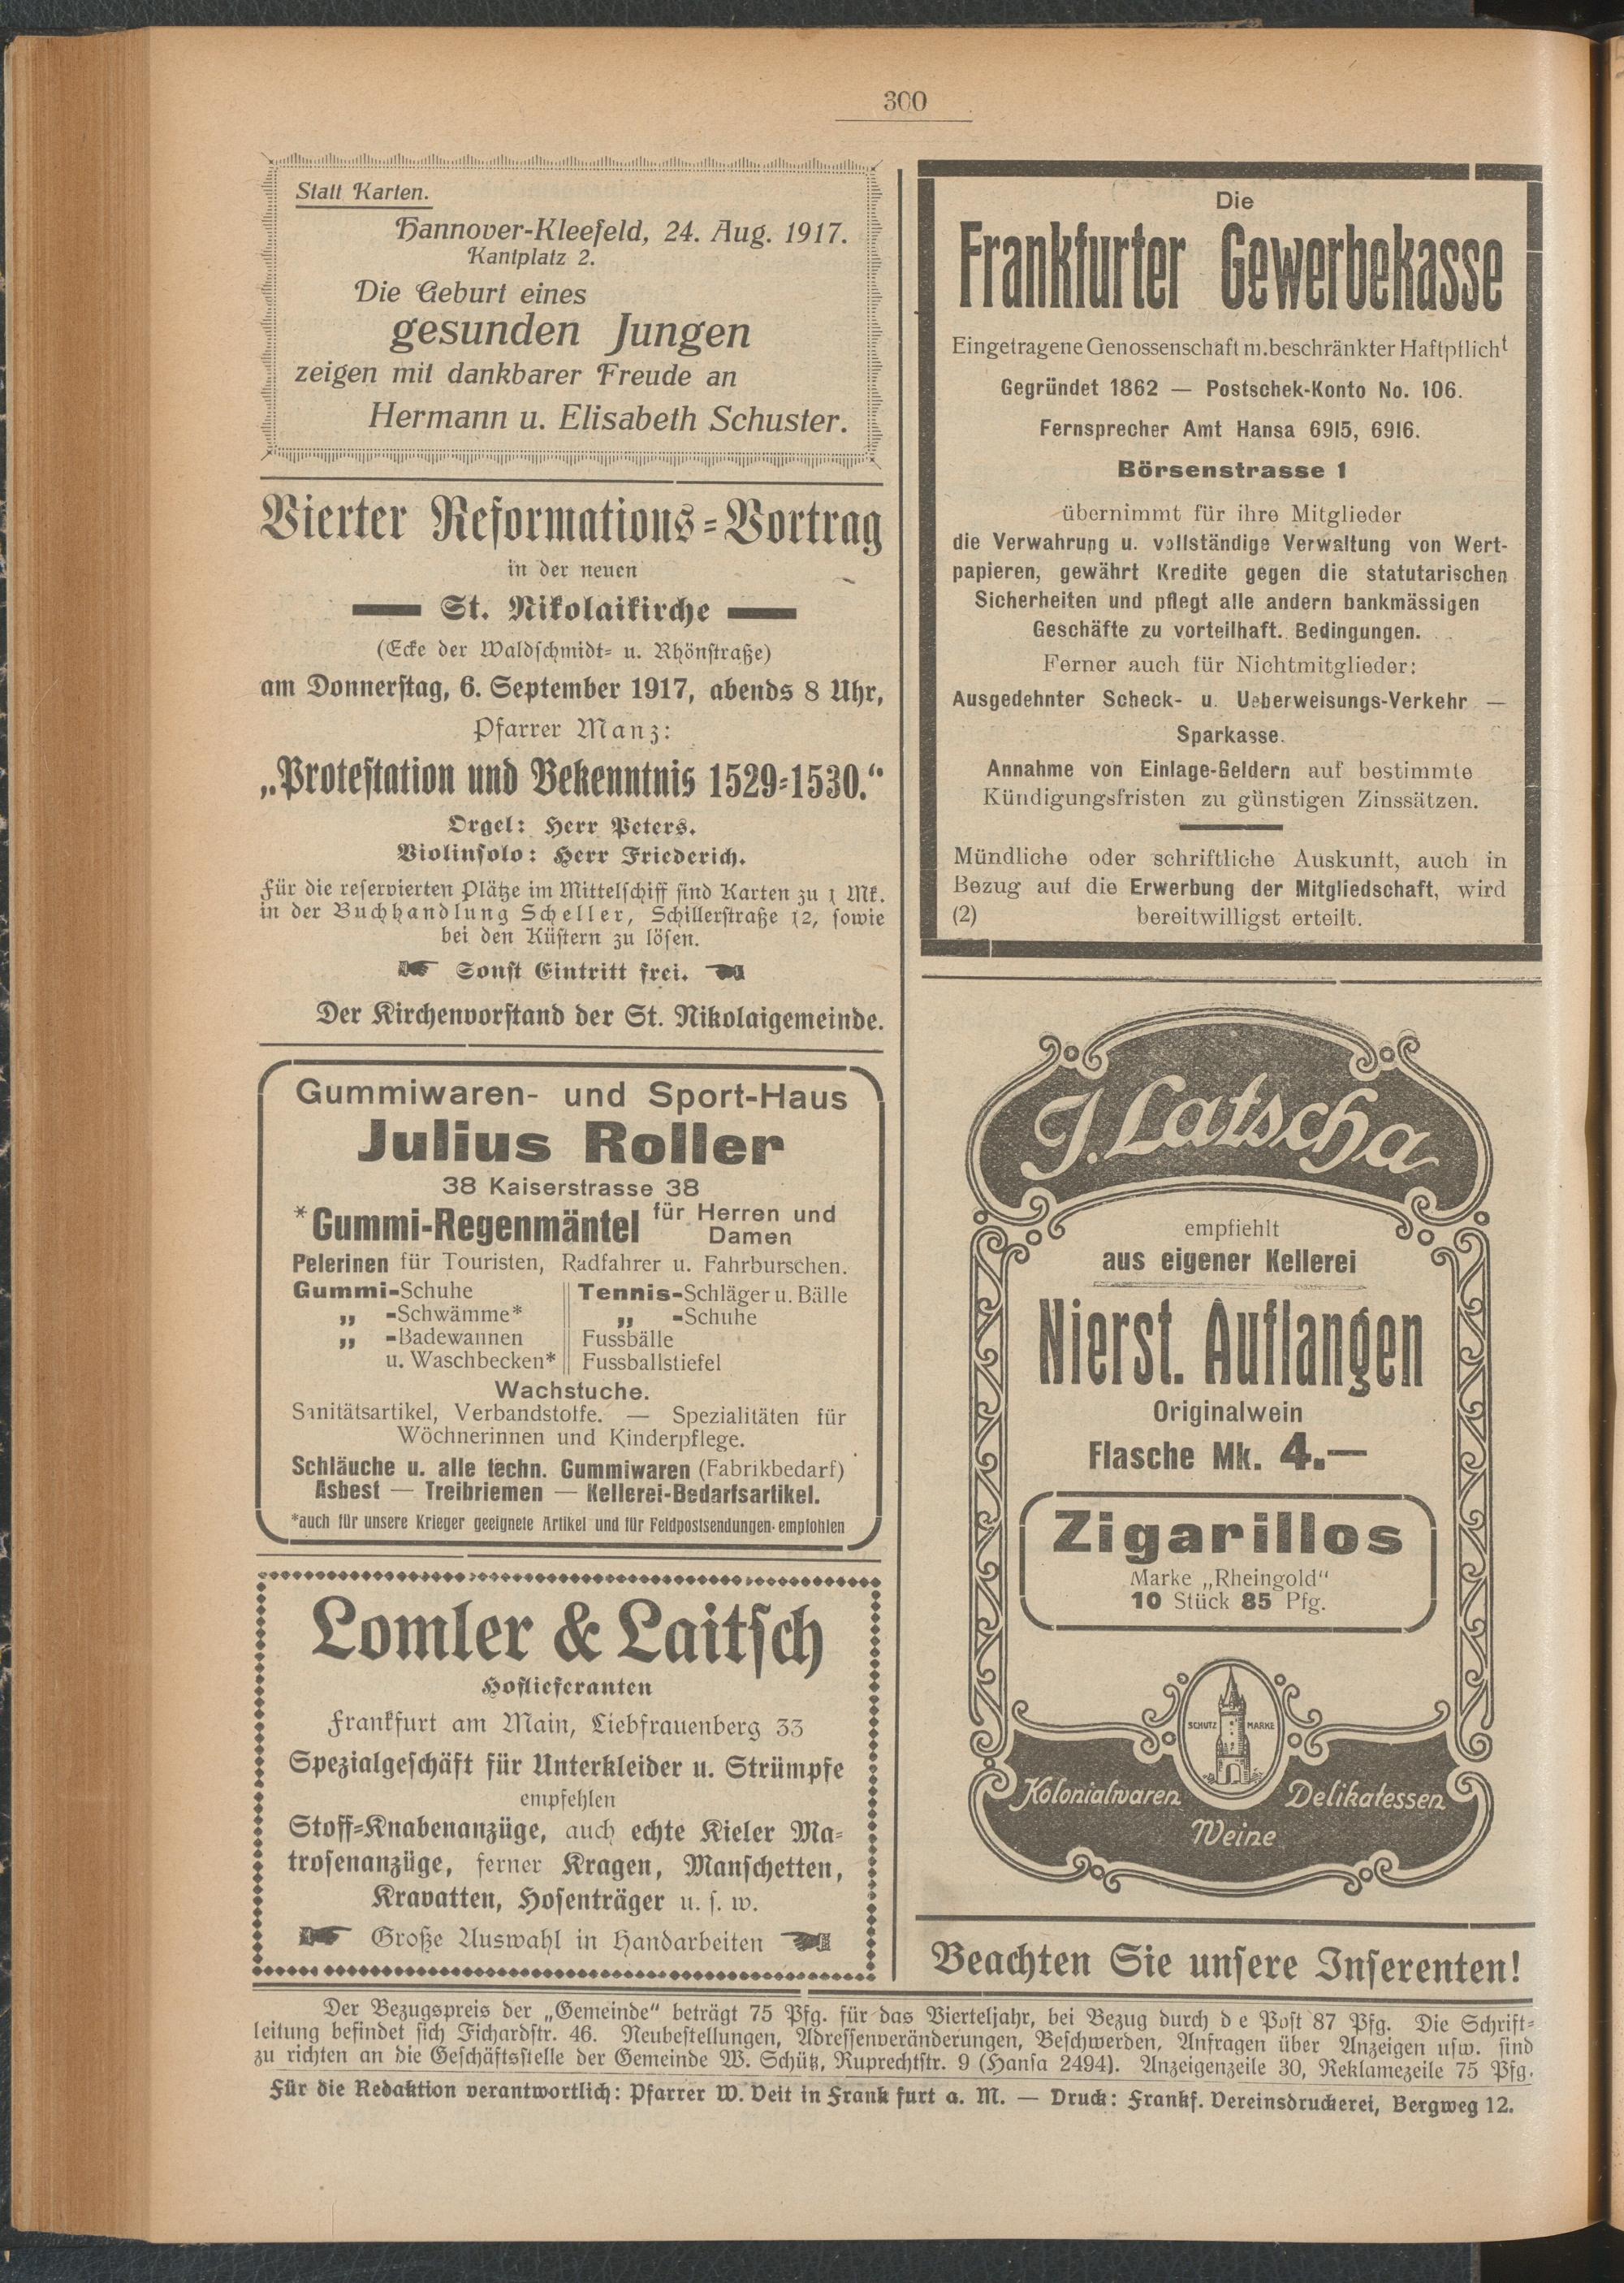 300
Statt Karten.
Hannover-Kleefeld, 24. Aug. 1917.
Kantplatz 2.
Die Geburt eines
gesunden Jungen
zeigen mit dankbarer Freude an
Hermann u. Elisabeth Schuster.
Vierter Reformations-Vortrag
in der neuen
St. Nikolaikirche
(Ecke der Waldschmidt- u. Rhönstraße)
am Donnerstag, 6. September 1917, abends 8 Uhr,
Pfarrer Manz:
„Protestation und Bekenntnis 1529-1530."
Orgel: Herr Peters.
Violinsolo: Herr Friederich.
Für die reservierten Plätze im Mittelschiff sind Karten zu 1 Mk.
in der Buchhandlung Scheller, Schillerstraße 12, sowie
bei den Küstern zu lösen.
Sonst Eintritt frei.
Der Kirchenvorstand der St. Nikolaigemeinde.
Gummiwaren- und Sport-Haus
Julius Roller
38 Kaiserstrasse 38
*Gummi-Regenmäntel für Herren und
Damen
Pelerinen für Touristen, Radfahrer u. Fahrburschen.
Gummi-Schuhe
„ -Schwämme*
„ -Badewannen
u. Waschbecken*
Tennis-Schläger u. Bälle
„ -Schuhe
Fussbälle
Fussballstiefel
Wachstuche.
Sanitätsartikel, Verbandstoffe. — Spezialitäten für
Wöchnerinnen und Kinderpflege.
Schläuche u. alle techn. Gummiwaren (Fabrikbedarf)
Asbest — Treibriemen — Kellerei-Bedarfsartikel.
*auch für unsere Krieger geeignete Artikel und für Feldpostsendungen empfohlen
Lomler & Laitsch
Hoflieferanten
Frankfurt am Main, Liebfrauenberg 33
Spezialgeschäft für Unterkleider u. Strümpfe
empfehlen
Stoff-Knabenanzüge, auch echte Kieler Ma-
trosenanzüge, ferner Kragen, Manschetten,
Kravatten, Hosenträger u. s. w.
Große Auswahl in Handarbeiten
Die
Frankfurter Gewerbekasse
Eingetragene Genossenschaft m. beschränkter Haftpflicht
Gegründet 1862 — Postschek-Konto No. 106.
Fernsprecher Amt Hansa 6915, 6916.
Börsenstrasse 1
übernimmt für ihre Mitglieder
die Verwahrung u. vollständige Verwaltung von Wert-
papieren, gewährt Kredite gegen die statutarischen
Sicherheiten und pflegt alle andern bankmässigen
Geschäfte zu vorteilhaft. Bedingungen.
Ferner auch für Nichtmitglieder:
Ausgedehnter Scheck- u. Ueberweisungs-Verkehr —
Sparkasse.
Annahme von Einlage-Geldern auf bestimmte
Kündigungsfristen zu günstigen Zinssätzen.
Mündliche oder schriftliche Auskunft, auch in
Bezug auf die Erwerbung der Mitgliedschaft, wird
(2) bereitwilligst erteilt.
J. Latscha
empfiehlt
aus eigener Kellerei
Nierst. Auflangen
Originalwein
Flasche Mk. 4.—
Zigarillos
Marke „Rheingold"
10 Stück 85 Pfg.
SCHUTZ MARKE
Kolonialwaren Delikatessen
Weine
Beachten Sie unsere Inserenten!
Der Bezugspreis der „Gemeinde" beträgt 75 Pfg. für das Vierteljahr, bei Bezug durch d e Post 87 Pfg. Die Schrift-
leitung befindet sich Fichardstr. 46. Neubestellungen, Adressenveränderungen, Beschwerden, Anfragen über Anzeigen usw. sind
zu richten an die Geschäftsstelle der Gemeinde W. Schütz, Ruprechtstr. 9 (Hansa 2494). Anzeigenzeile 30, Reklamezeile 75 Pfg.
Für die Redaktion verantwortlich: Pfarrer W. Veit in Frank furt a. M. — Druck: Frankf. Vereinsdruckerei, Bergweg 12.